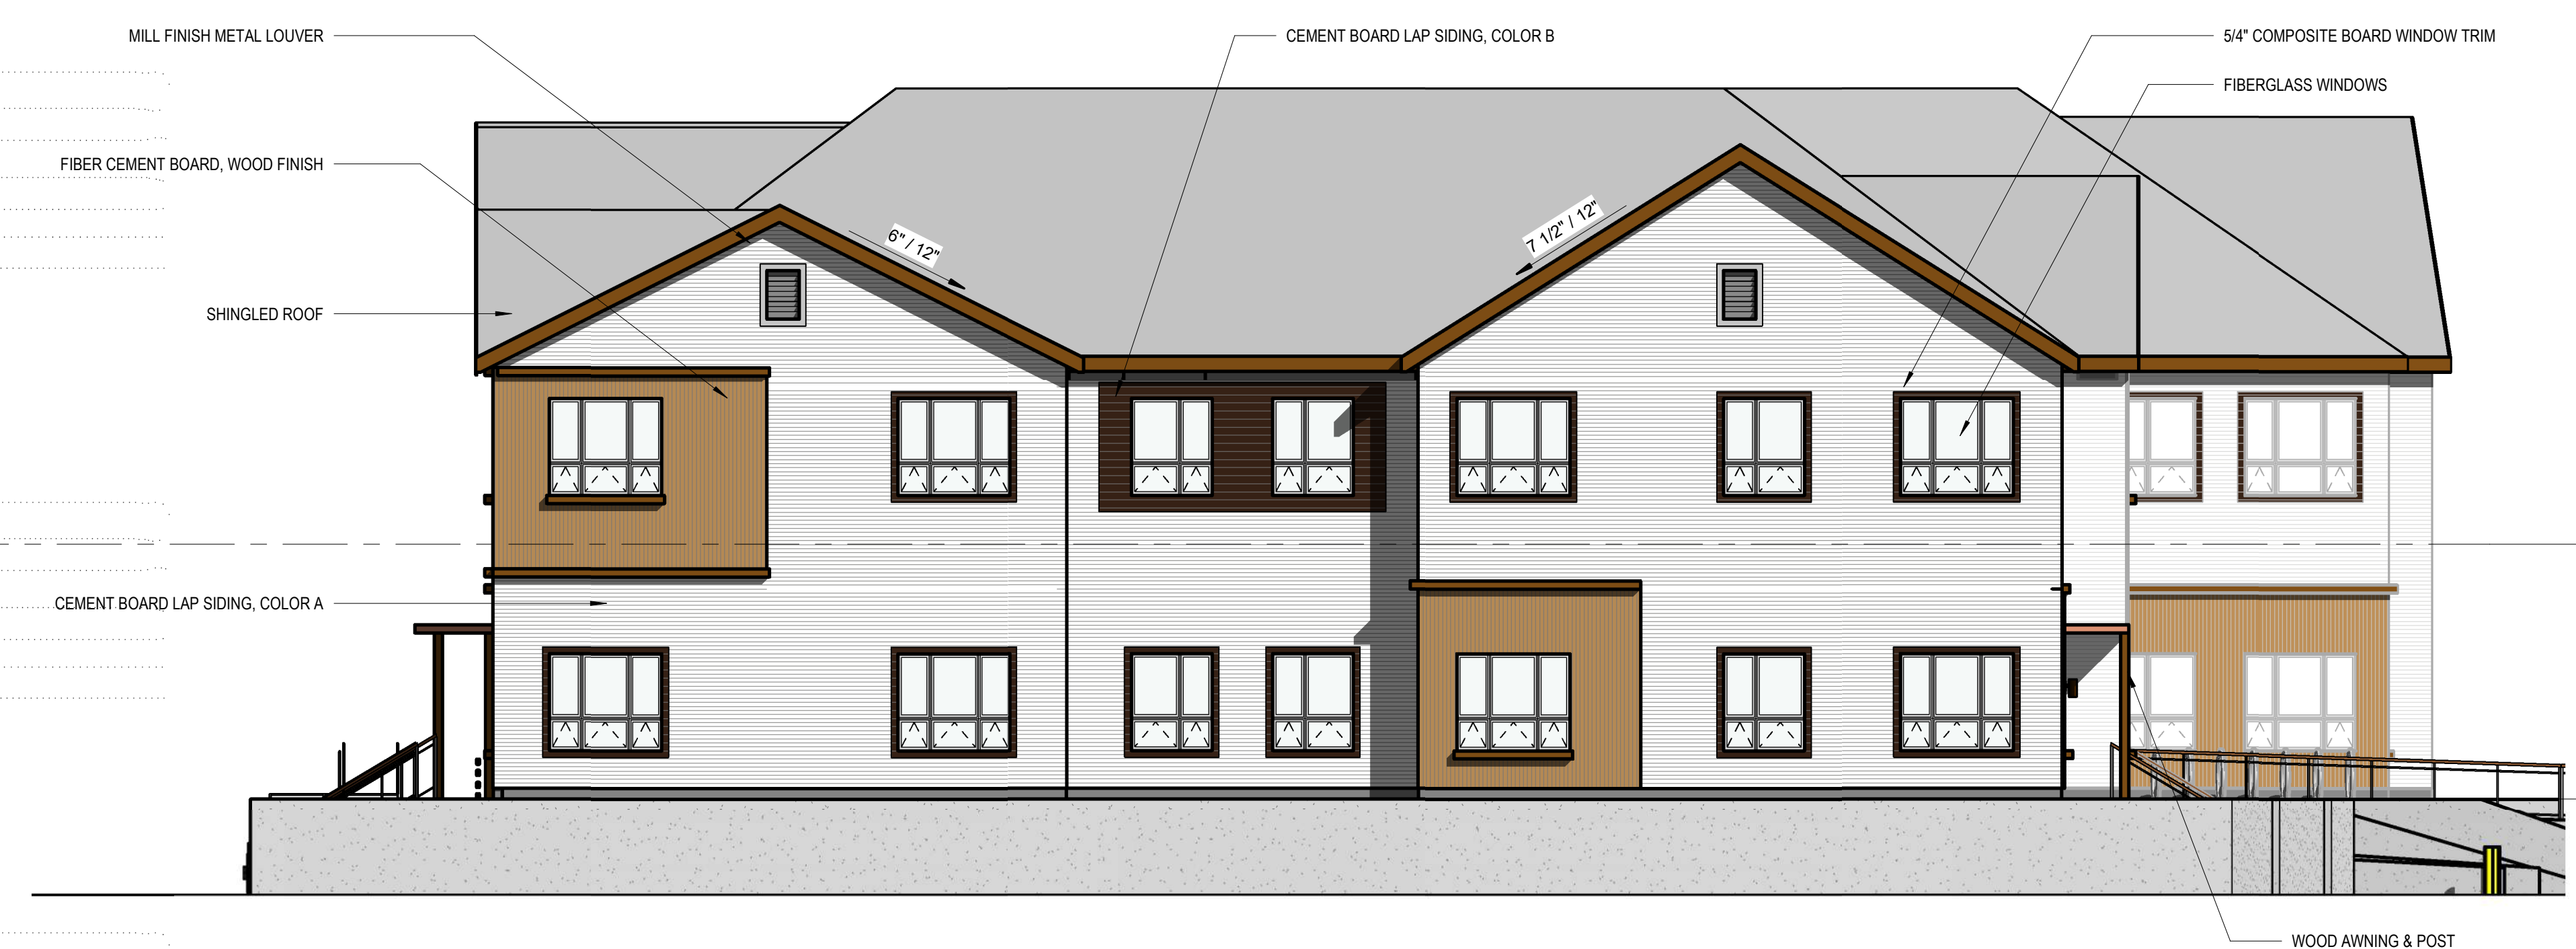 MILL FINISH METAL LOUVER
CEMENT BOARD LAP SIDING, COLOR B
5/4" COMPOSITE BOARD WINDOW TRIM
FIBERGLASS WINDOWS
FIBER CEMENT BOARD, WOOD FINISH
6" / 12"
7 1/2" / 12"
SHINGLED ROOF
CEMENT BOARD LAP SIDING, COLOR A
WOOD AWNING & POST